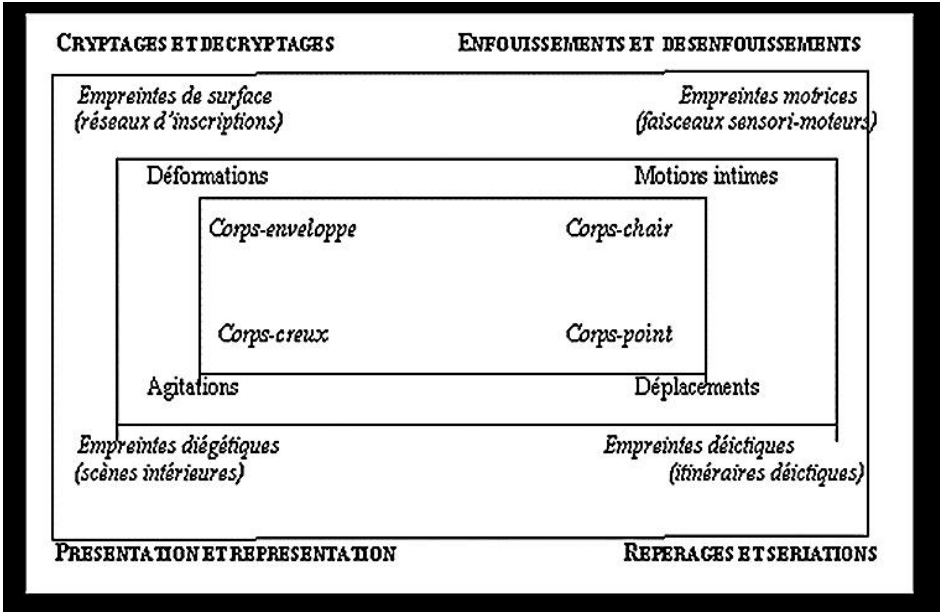 CRYPTAGES ET DECRYPTAGES
ENFOUISSEMENTS ET DESENFOUISSEMENTS
Empreintes de surface
(réseaux d'inscriptions)
Empreintes motrices
(faisceaux sensori-moteurs)
Déformations
Motions intimes
Corps-enveloppe
Corps-chair
Corps-creux
Corps-point
Agitations
Déplacements
Empreintes diégétiques
(scènes intérieures)
Empreintes déictiques
(itinéraires déictiques)
PRESENTATION ET REPRESENTATION
REPERAGES ET SERIATIONS